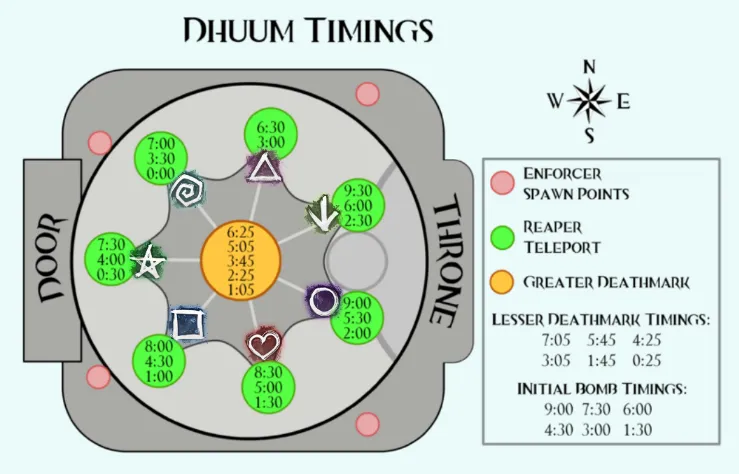 Dhuum Timings
N
W E
S
6:30
3:00
7:00
3:30
0:00
9:30
6:00
2:30
6:25
5:05
3:45
2:25
1:05
7:30
4:00
0:30
9:00
5:30
2:00
8:00
4:30
1:00
8:30
5:00
1:30
Door
Throne
Enforcer
spawn Points
Reaper
Teleport
Greater Deathmark
Lesser Deathmark Timings:
7:05 5:45 4:25
3:05 1:45 0:25
Initial Bomb Timings:
9:00 7:30 6:00
4:30 3:00 1:30